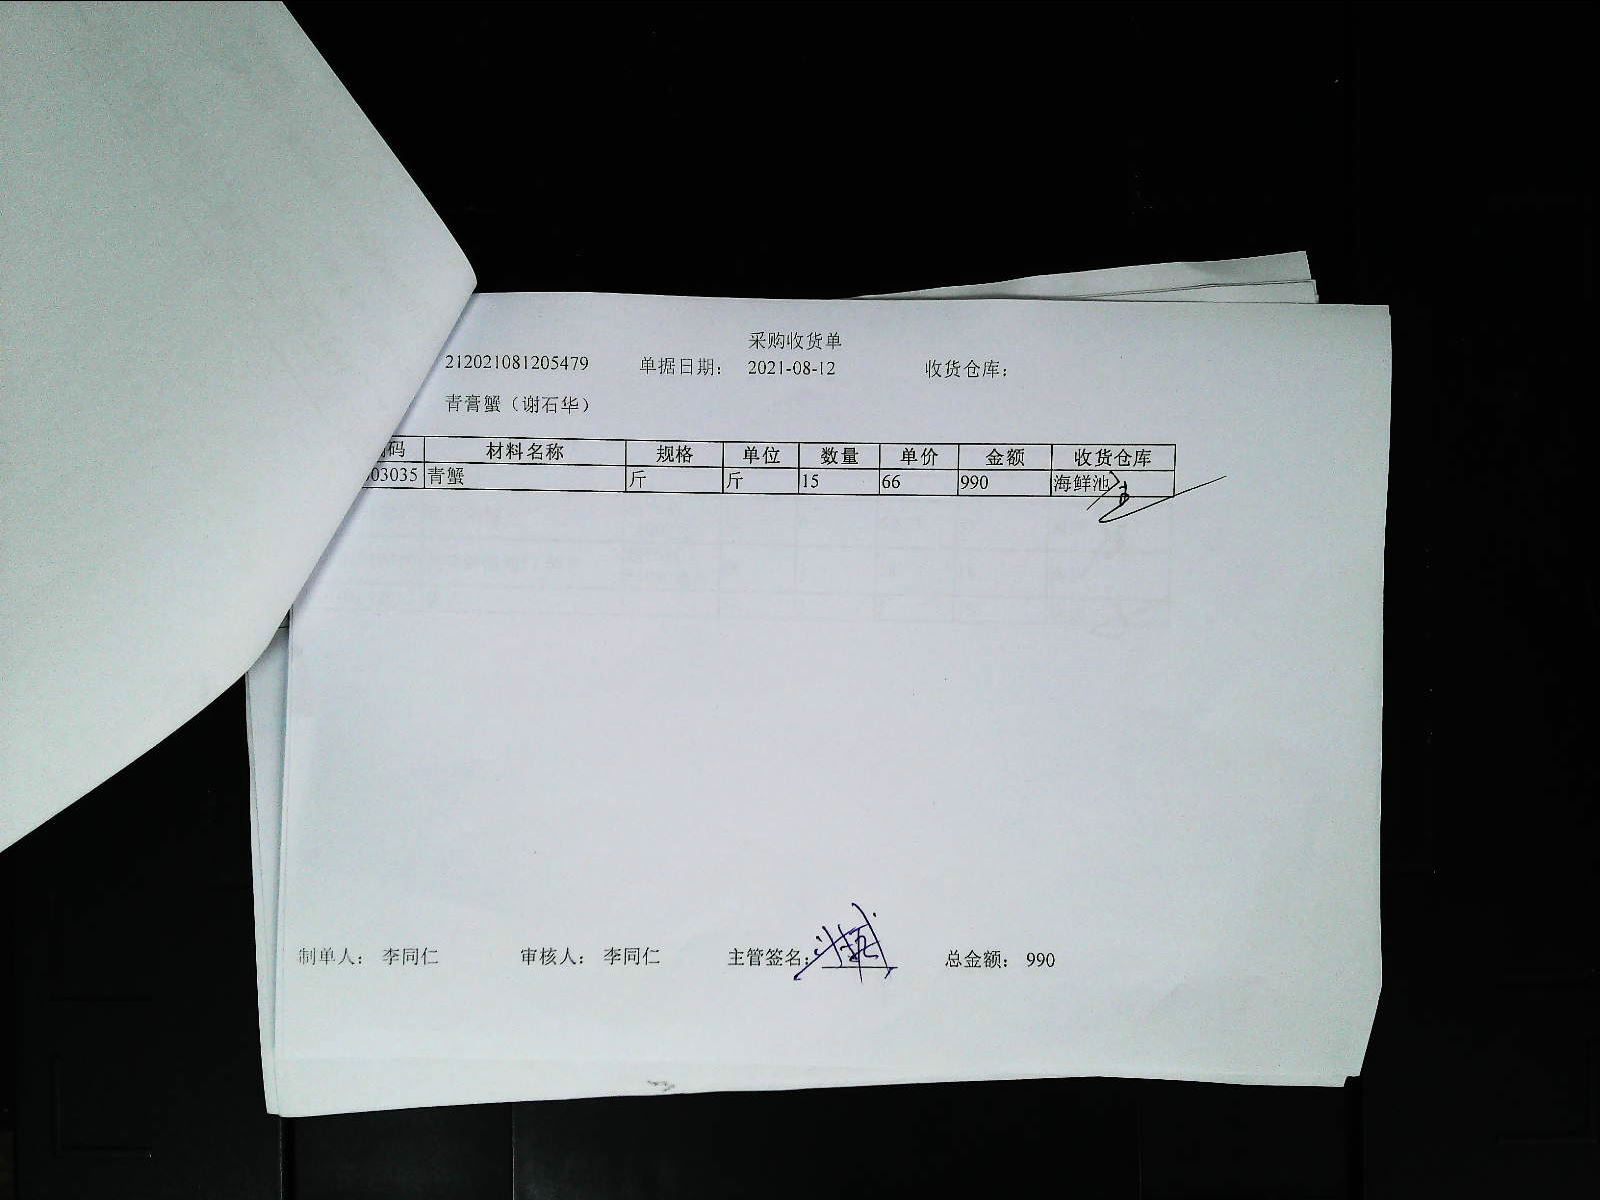 采购收货单
212021081205479 单据日期: 2021-08-12 收货仓库:
青膏蟹（谢石华）
码 材料名称 规格 单位 数量 单价 金额 收货仓库
03035 青蟹 斤 斤 15 66 990 海鲜池
制单人: 李同仁 审核人: 李同仁 主管签名: 总金额: 990